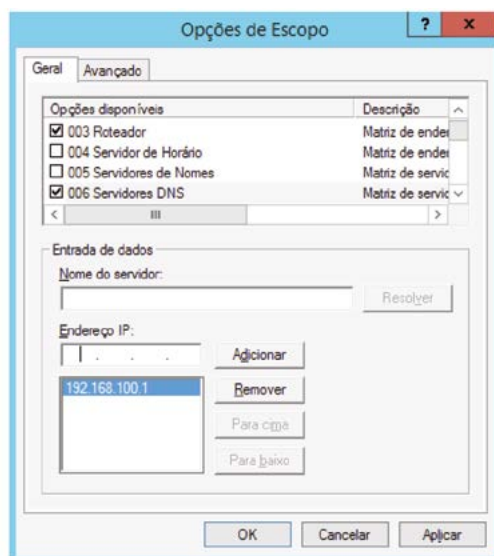 Opções de Escopo
? x
Geral Avançado
Opções disponíveis Descrição
003 Roteador Matriz de ender
004 Servidor de Horário Matriz de ender
005 Servidores de Nomes Matriz de servic
006 Servidores DNS Matriz de servic
Entrada de dados
Nome do servidor:
Resolver
Endereço IP:
. . .
Adicionar
192.168.100.1
Remover
Para cima
Para baixo
OK Cancelar Aplicar